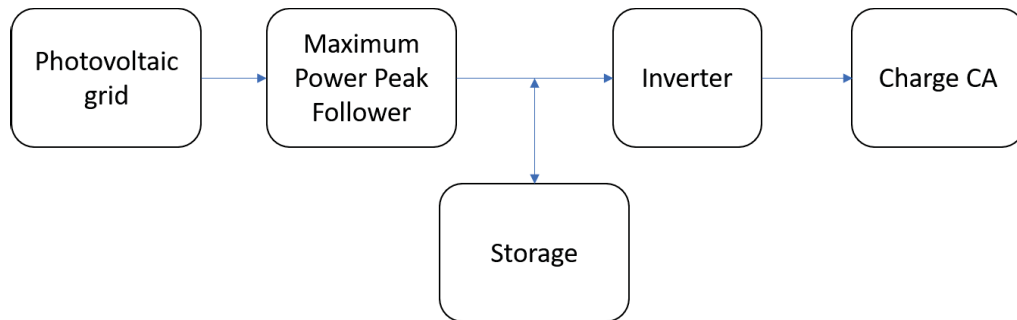 Photovoltaic
grid
Maximum
Power Peak
Follower
Inverter
Charge CA
Storage